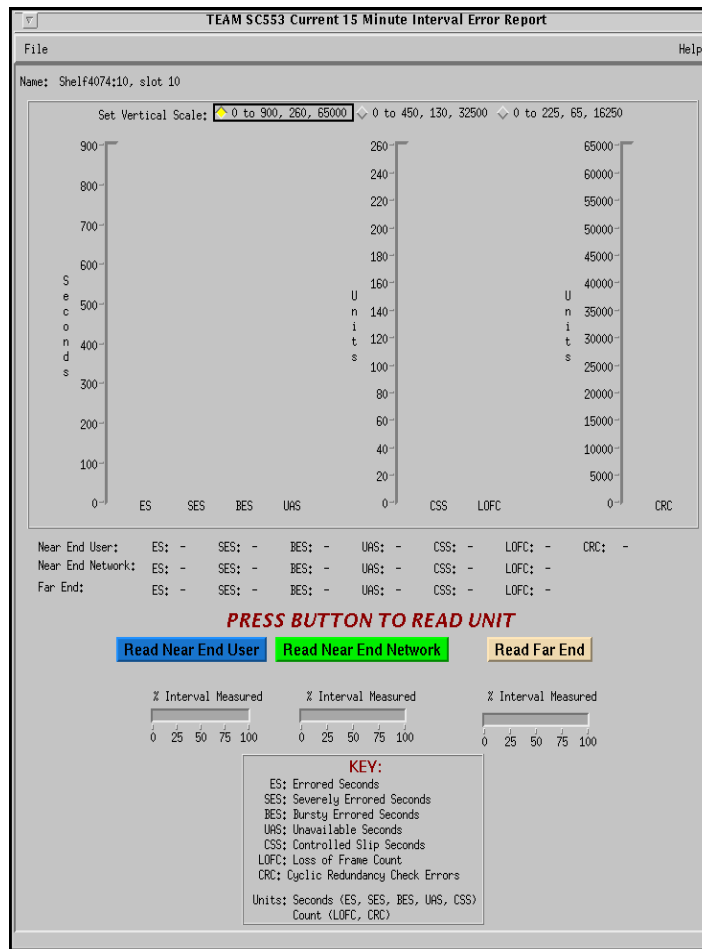 TEAM SC553 Current 15 Minute Interval Error Report
File Help
Name: Shelf4074:10, slot 10
Set Vertical Scale: 0 to 900, 260, 65000 0 to 450, 130, 32500 0 to 225, 65, 16250
900 260 65000
240 60000
800
220 55000
700
200 50000
180 45000
600
160 40000
500
140 35000
120 30000
400
100 25000
300
80 20000
200
60 15000
40 10000
100
20 5000
0 0 0
Seconds
Units
Units
ES SES BES UAS CSS LOFC CRC
Near End User: ES: - SES: - BES: - UAS: - CSS: - LOFC: - CRC: -
Near End Network: ES: - SES: - BES: - UAS: - CSS: - LOFC: -
Far End: ES: - SES: - BES: - UAS: - CSS: - LOFC: -
PRESS BUTTON TO READ UNIT
Read Near End User Read Near End Network Read Far End
% Interval Measured % Interval Measured % Interval Measured
0 25 50 75 100 0 25 50 75 100 0 25 50 75 100
KEY:
ES: Errored Seconds
SES: Severely Errored Seconds
BES: Bursty Errored Seconds
UAS: Unavailable Seconds
CSS: Controlled Slip Seconds
LOFC: Loss of Frame Count
CRC: Cyclic Redundancy Check Errors
Units: Seconds (ES, SES, BES, UAS, CSS)
Count (LOFC, CRC)